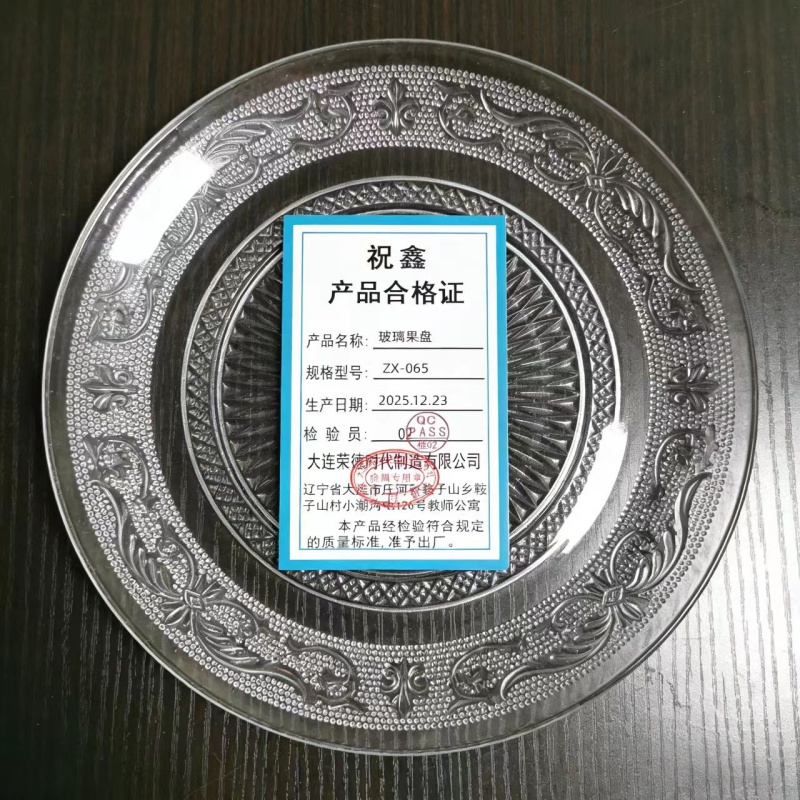 祝鑫
产品合格证
产品名称: 玻璃果盘
规格型号: ZX-065
生产日期: 2025.12.23
检 验 员: 02
QC
PASS
检02
大连荣德时代制造有限公司
辽宁省大连市庄河市鞍子山乡鞍
子山村小潮沟屯126号教师公寓
本产品经检验符合规定
的质量标准,准予出厂。